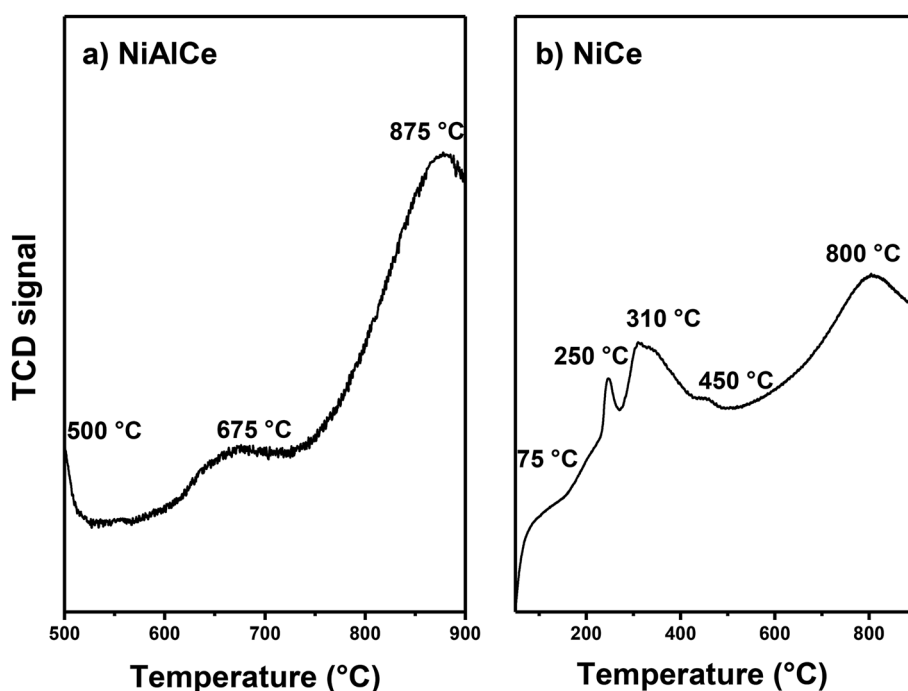 a) NiAlCe
b) NiCe
875 °C
800 °C
310 °C
250 °C
450 °C
500 °C
675 °C
75 °C
TCD signal
500
600
700
800
900
200
400
600
800
Temperature (°C)
Temperature (°C)